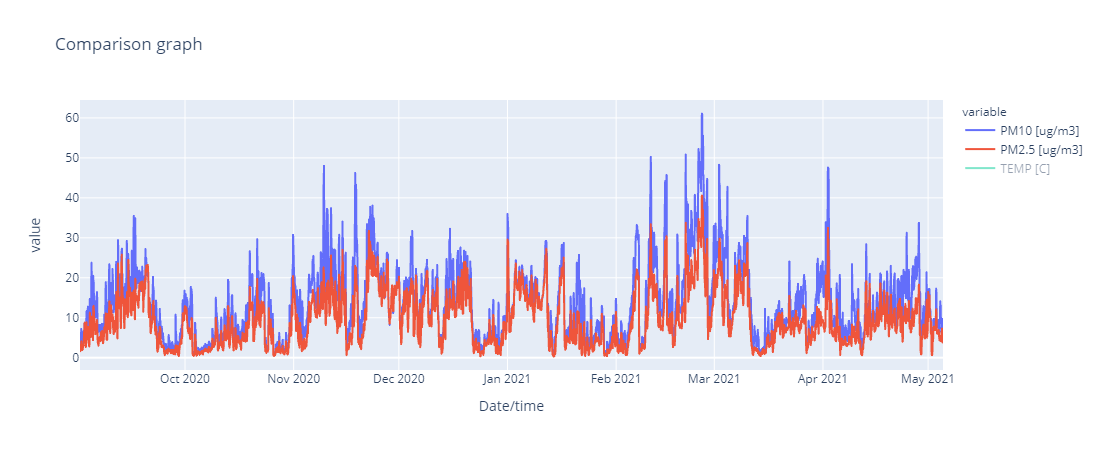 Comparison graph
variable
PM10 [ug/m3]
PM2.5 [ug/m3]
TEMP [C]
value
60
50
40
30
20
10
0
Oct 2020 Nov 2020 Dec 2020 Jan 2021 Feb 2021 Mar 2021 Apr 2021 May 2021
Date/time